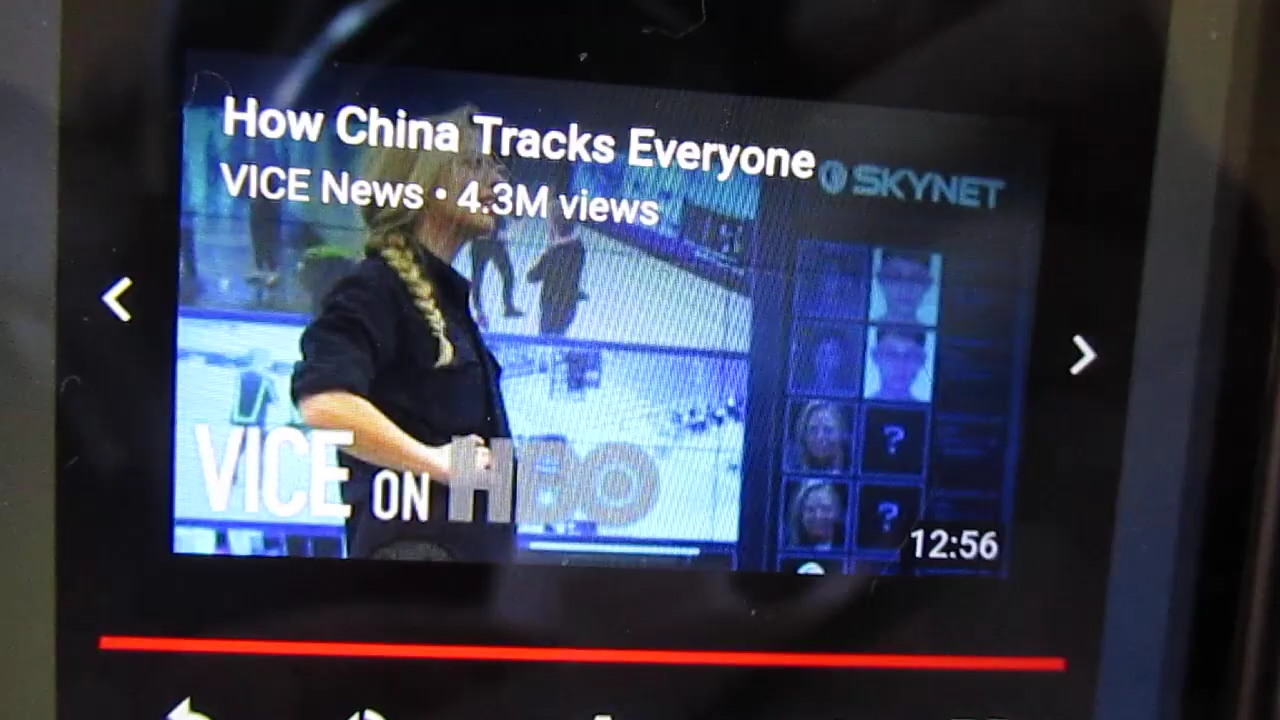 How China Tracks Everyone
VICE News • 4.3M views
SKYNET
?
?
VICE ON HBO
12:56